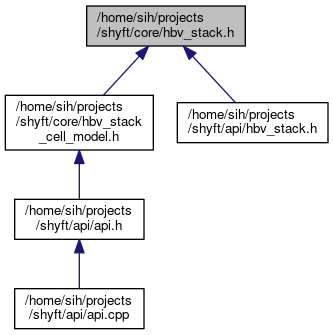 /home/sih/projects
/shyft/core/hbv_stack.h
/home/sih/projects
/shyft/core/hbv_stack
_cell_model.h
/home/sih/projects
/shyft/api/hbv_stack.h
/home/sih/projects
/shyft/api/api.h
/home/sih/projects
/shyft/api/api.cpp